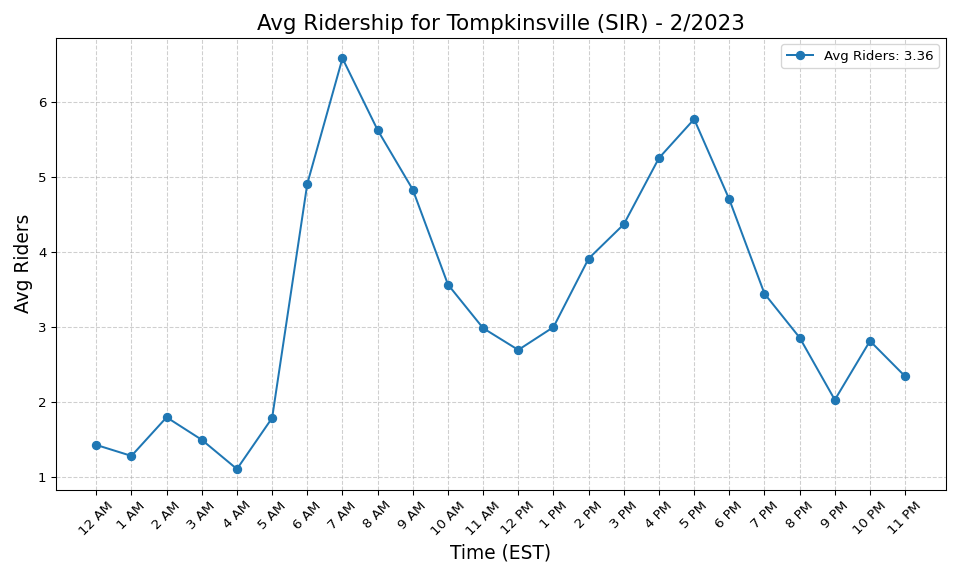 Avg Ridership for Tompkinsville (SIR) - 2/2023
Avg Riders: 3.36
Avg Riders
6
5
4
3
2
1
12 AM
1 AM
2 AM
3 AM
4 AM
5 AM
6 AM
7 AM
8 AM
9 AM
10 AM
11 AM
12 PM
1 PM
2 PM
3 PM
4 PM
5 PM
6 PM
7 PM
8 PM
9 PM
10 PM
11 PM
Time (EST)